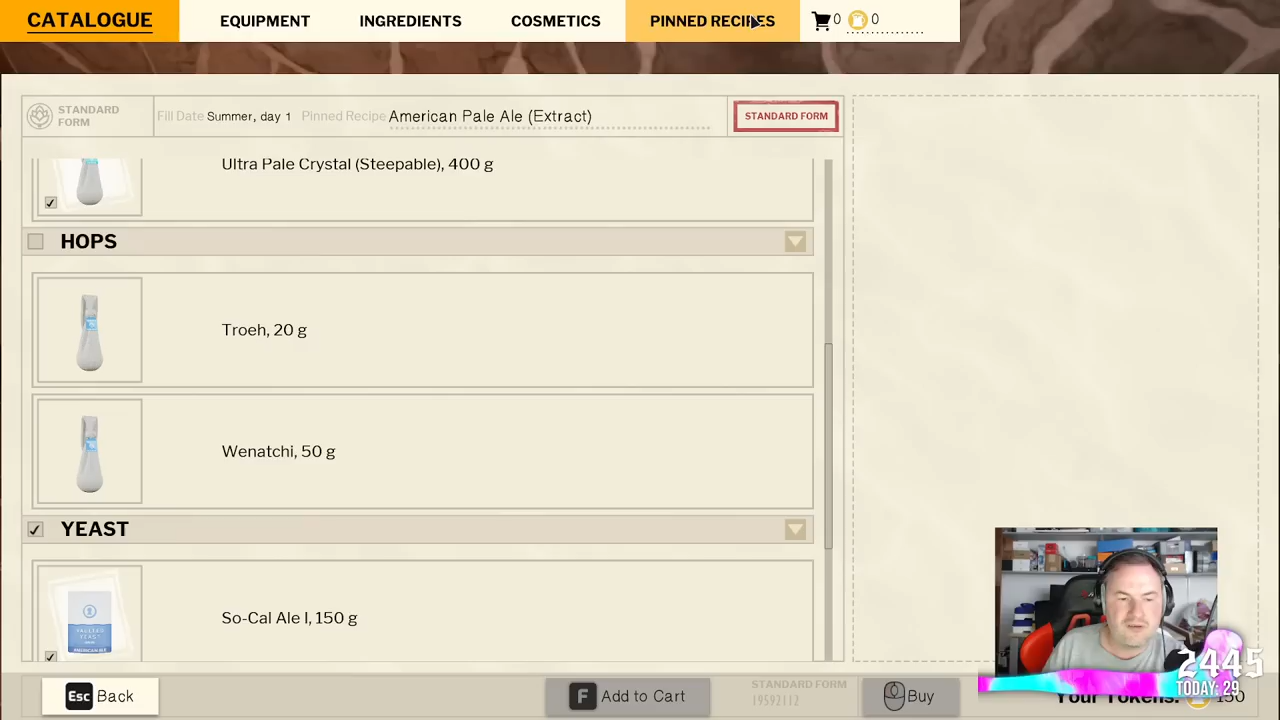 CATALOGUE EQUIPMENT INGREDIENTS COSMETICS PINNED RECIPES 0 0
STANDARD FORM Fill Date Summer, day 1 Pinned Recipe American Pale Ale (Extract) STANDARD FORM
Ultra Pale Crystal (Steepable), 400 g
HOPS
Troeh, 20 g
Wenatchi, 50 g
YEAST
So-Cal Ale I, 150 g
2445
TODAY: 29
Esc Back F Add to Cart STANDARD FORM 19592112 Buy Your Tokens: